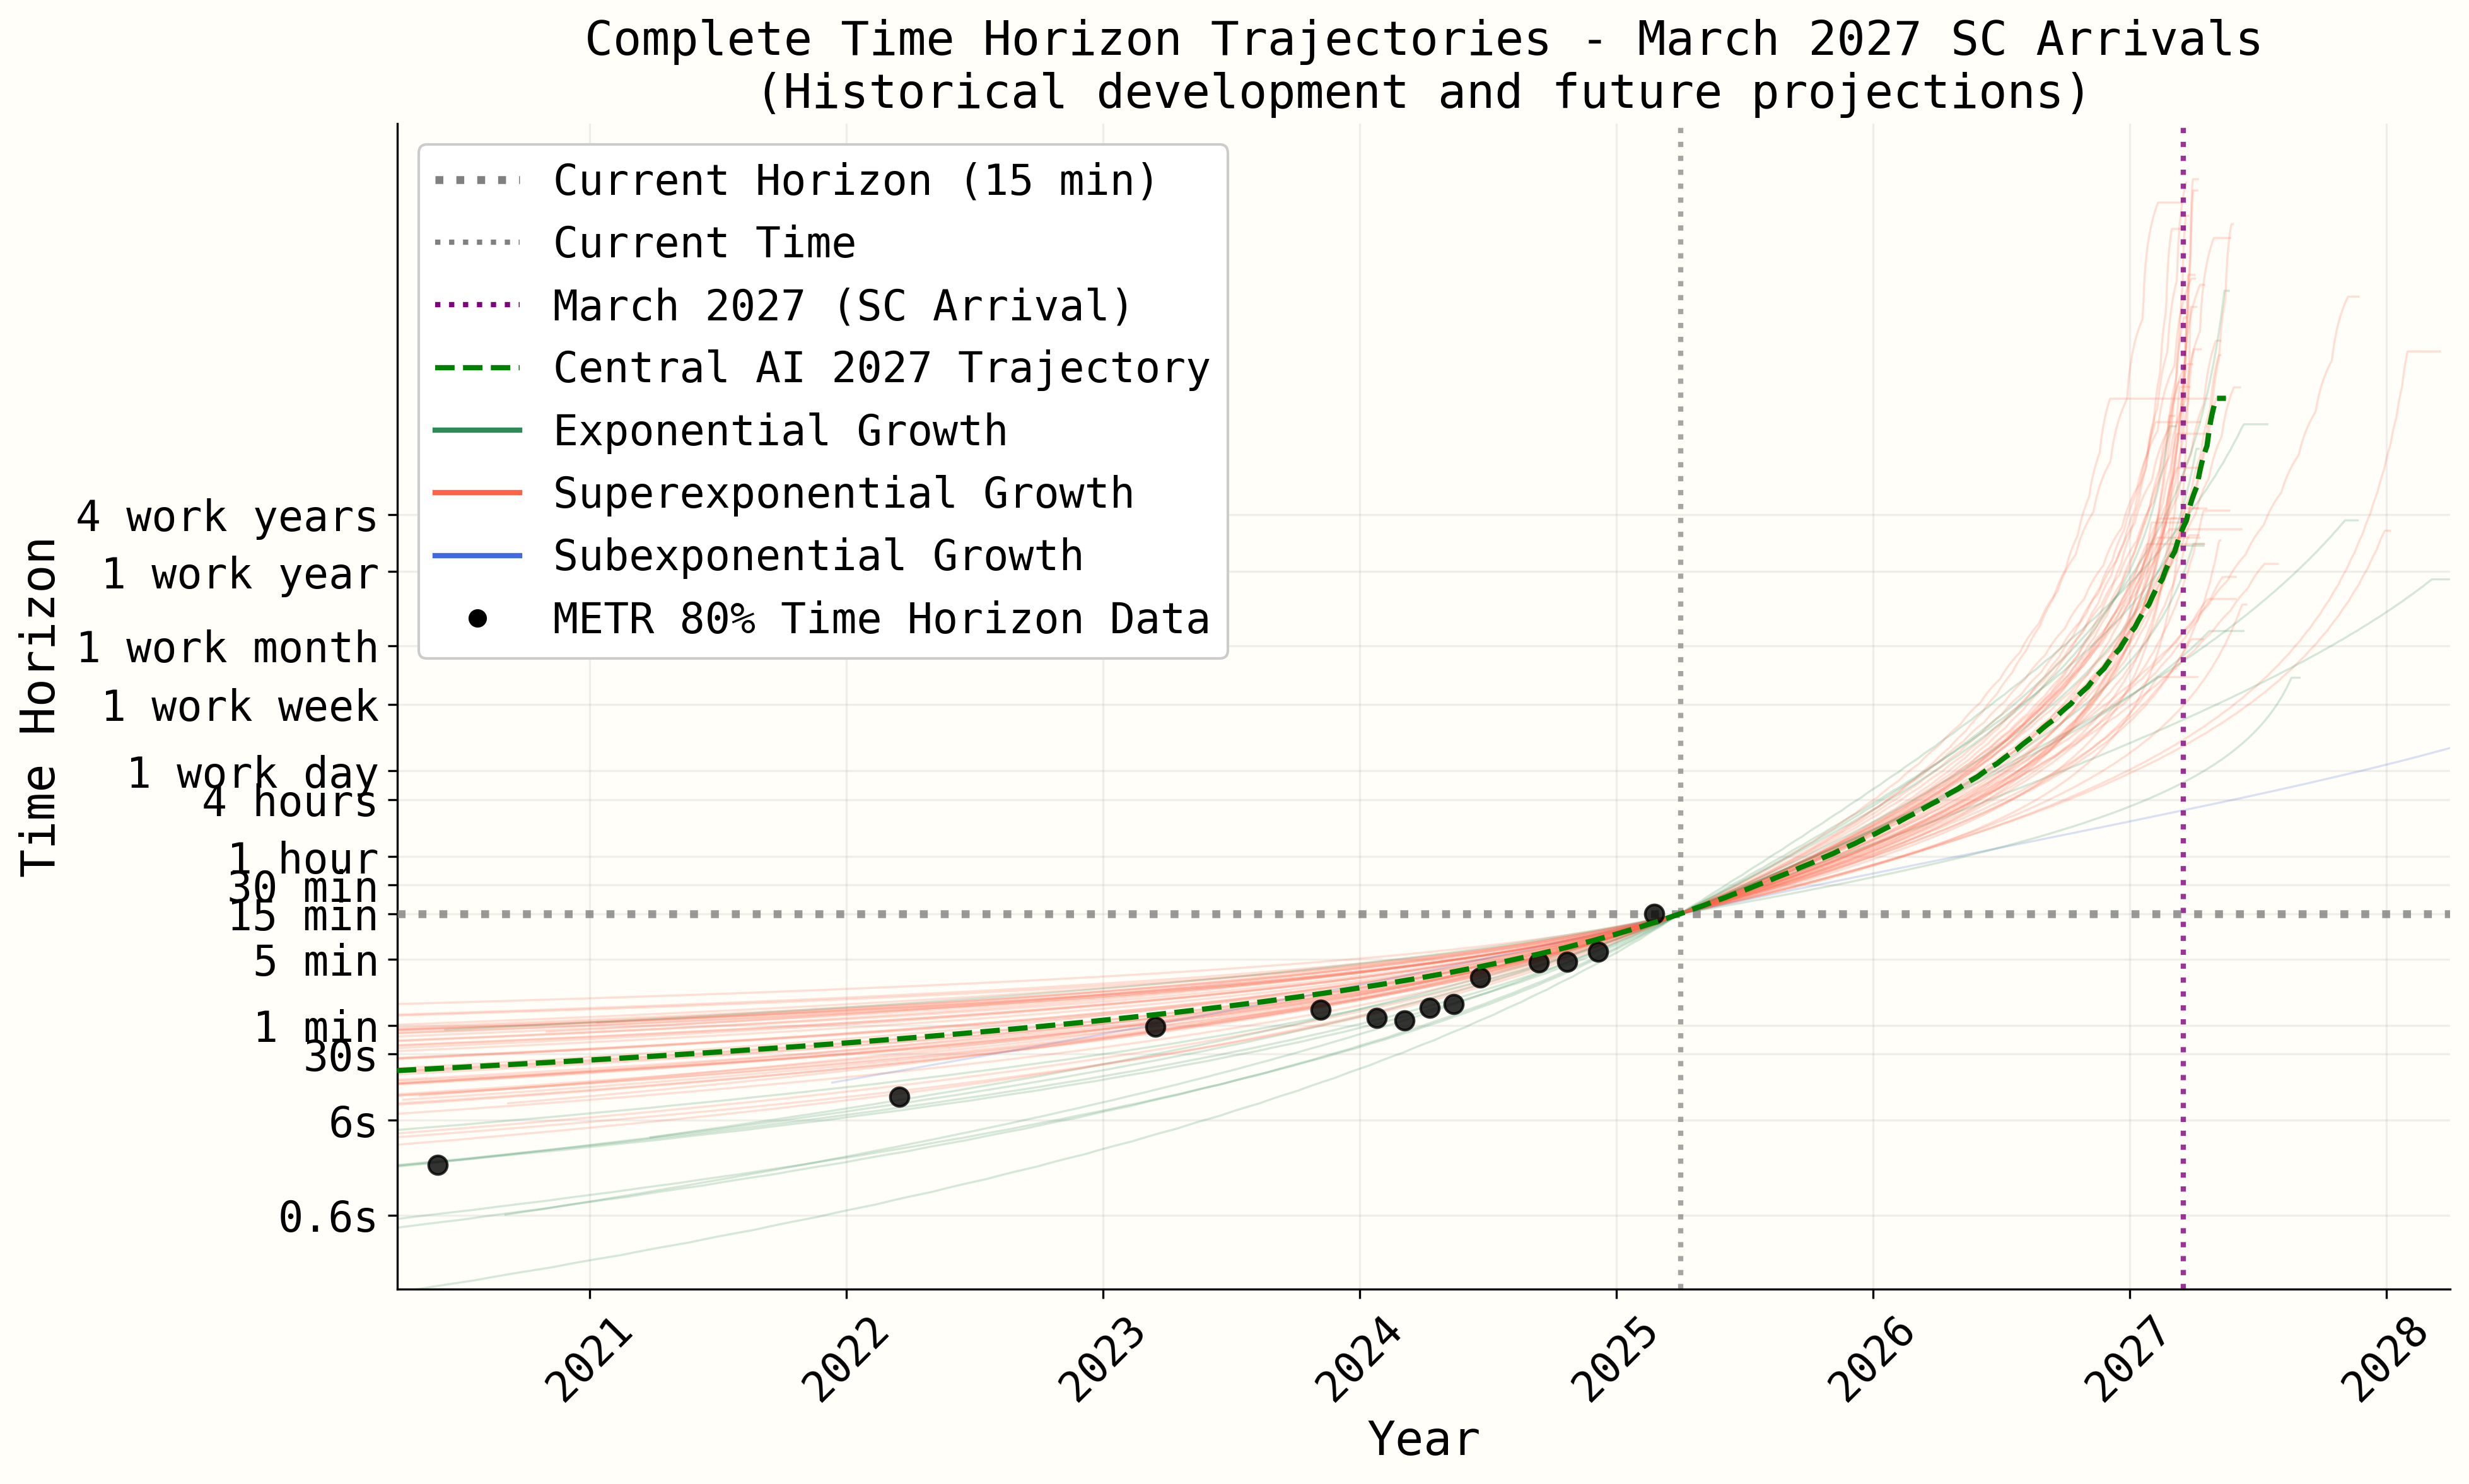 Complete Time Horizon Trajectories - March 2027 SC Arrivals
(Historical development and future projections)
Current Horizon (15 min)
Current Time
March 2027 (SC Arrival)
Central AI 2027 Trajectory
Exponential Growth
Superexponential Growth
Subexponential Growth
METR 80% Time Horizon Data
Time Horizon
4 work years
1 work year
1 work month
1 work week
1 work day
4 hours
1 hour
30 min
15 min
5 min
1 min
30s
6s
0.6s
2021
2022
2023
2024
2025
2026
2027
2028
Year